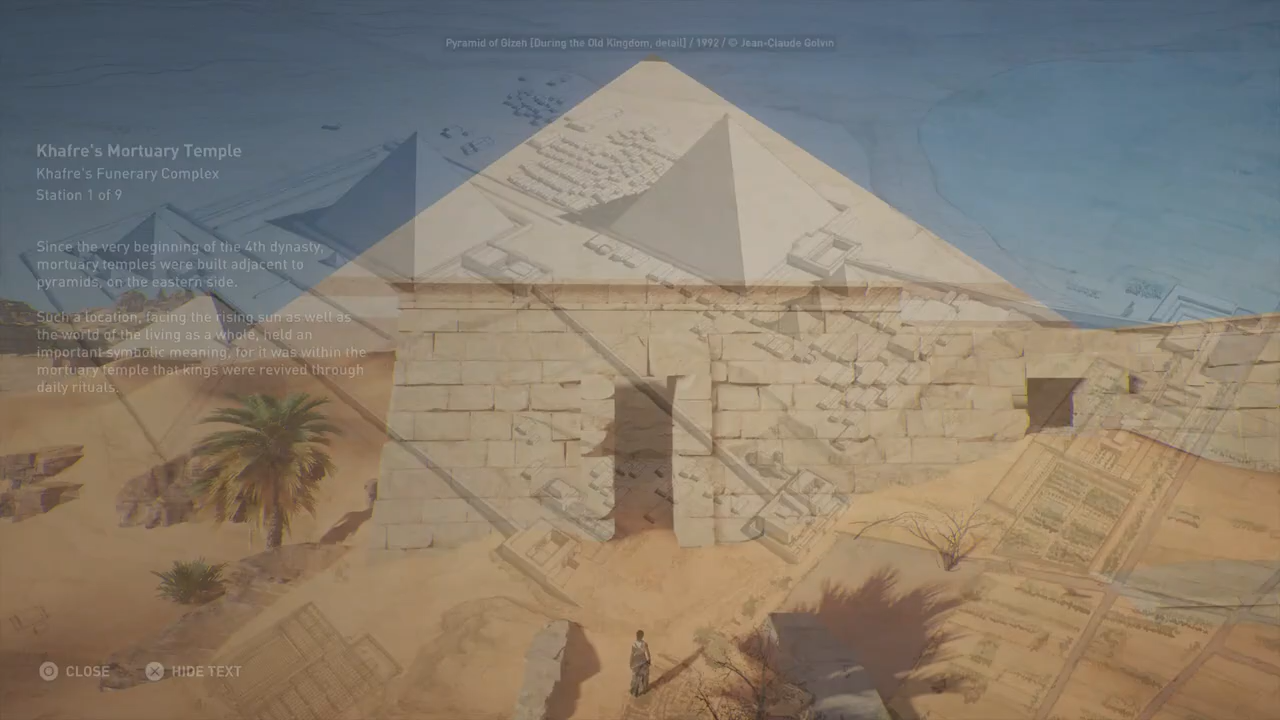 Pyramid of Gizeh [During the Old Kingdom, detail] / 1992 / © Jean-Claude Golvin
Khafre's Mortuary Temple
Khafre's Funerary Complex
Station 1 of 9
Since the very beginning of the 4th dynasty,
mortuary temples were built adjacent to
pyramids, on the eastern side.
Such a location, facing the rising sun as well as
the world of the living as a whole, held an
important symbolic meaning, for it was within the
mortuary temple that kings were revived through
daily rituals.
CLOSE
HIDE TEXT